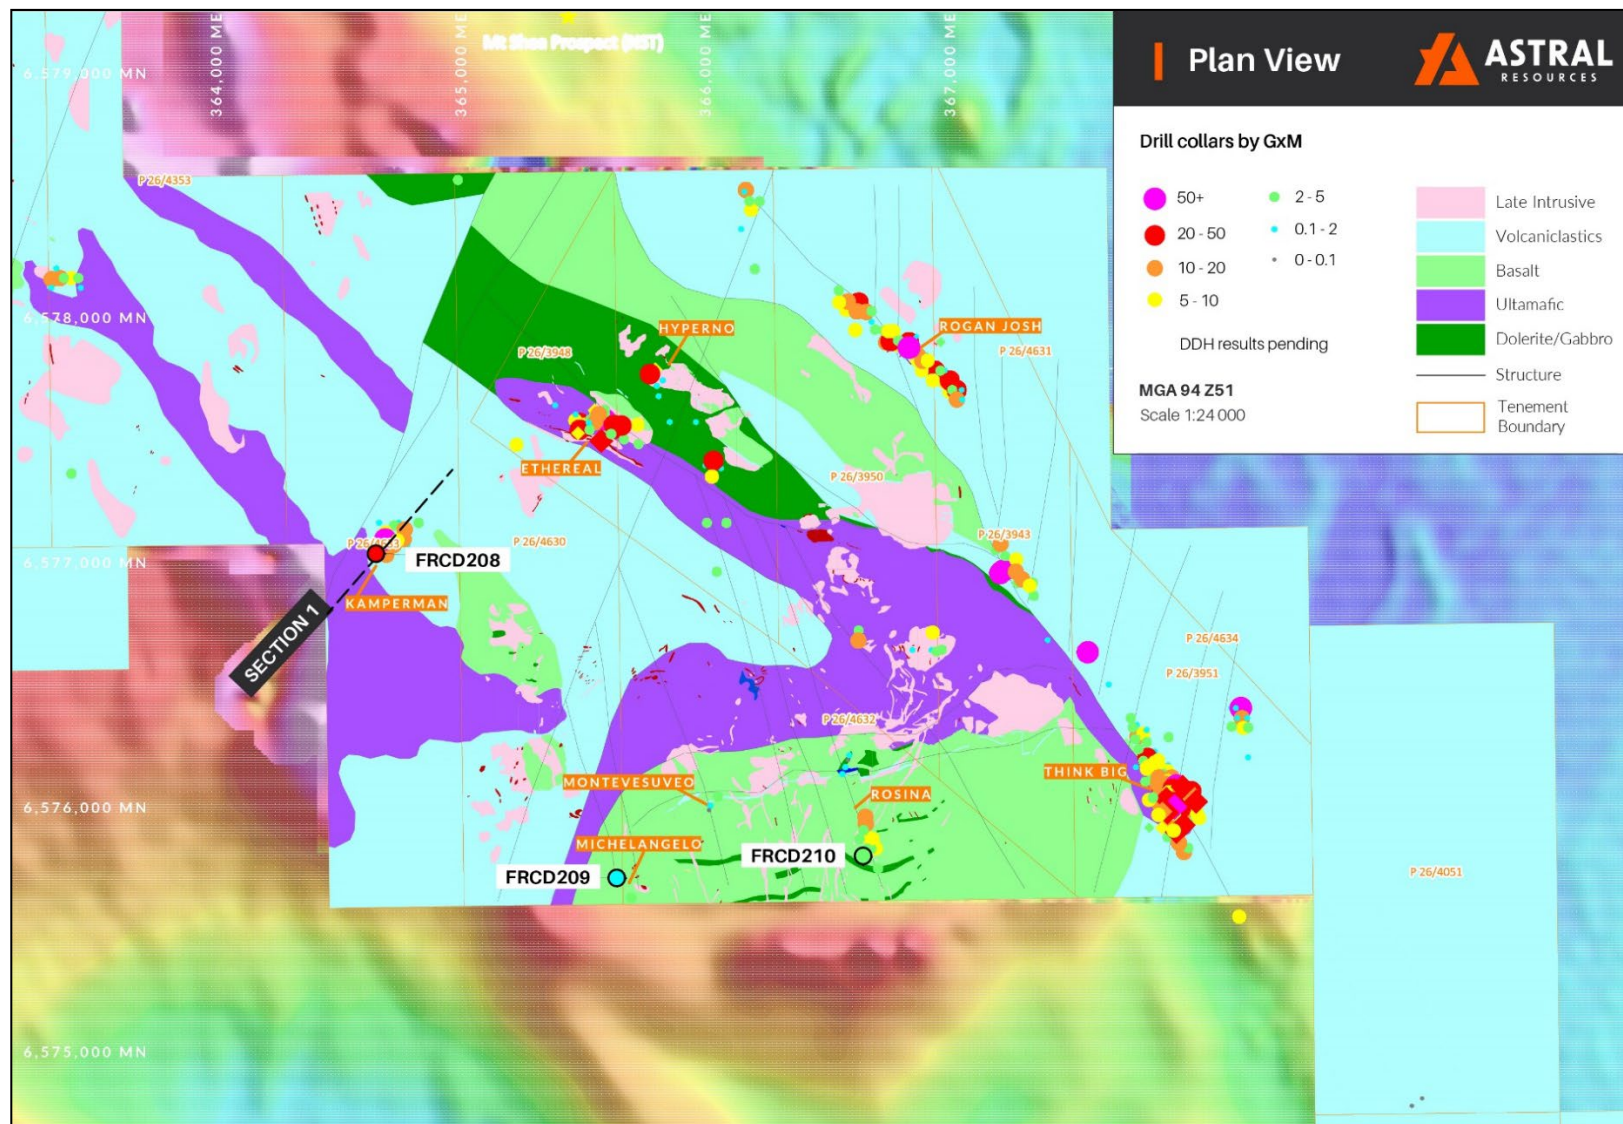 Plan View
ASTRAL
RESOURCES
Drill collars by GxM
50+
20 - 50
10 - 20
5 - 10
2 - 5
0.1 - 2
0 - 0.1
DDH results pending
MGA 94 Z51
Scale 1:24 000
Late Intrusive
Volcaniclastics
Basalt
Ultamafic
Dolerite/Gabbro
Structure
Tenement
Boundary
Mt Shea Prospect (NST)
364,000 ME
365,000 ME
366,000 ME
367,000 ME
6,579,000 MN
P 26/4353
6,578,000 MN
HYPERNO
ROGAN JOSH
P 26/3948
P 26/4631
ETHEREAL
P 26/3950
P 26/4630
P 26/3943
6,577,000 MN
FRCD208
KAMPERMAN
SECTION 1
P 26/4634
P 26/3951
P 26/4632
THINK BIG
MONTEVESUVEO
ROSINA
6,576,000 MN
MICHELANGELO
FRCD210
FRCD209
P 26/4051
6,575,000 MN